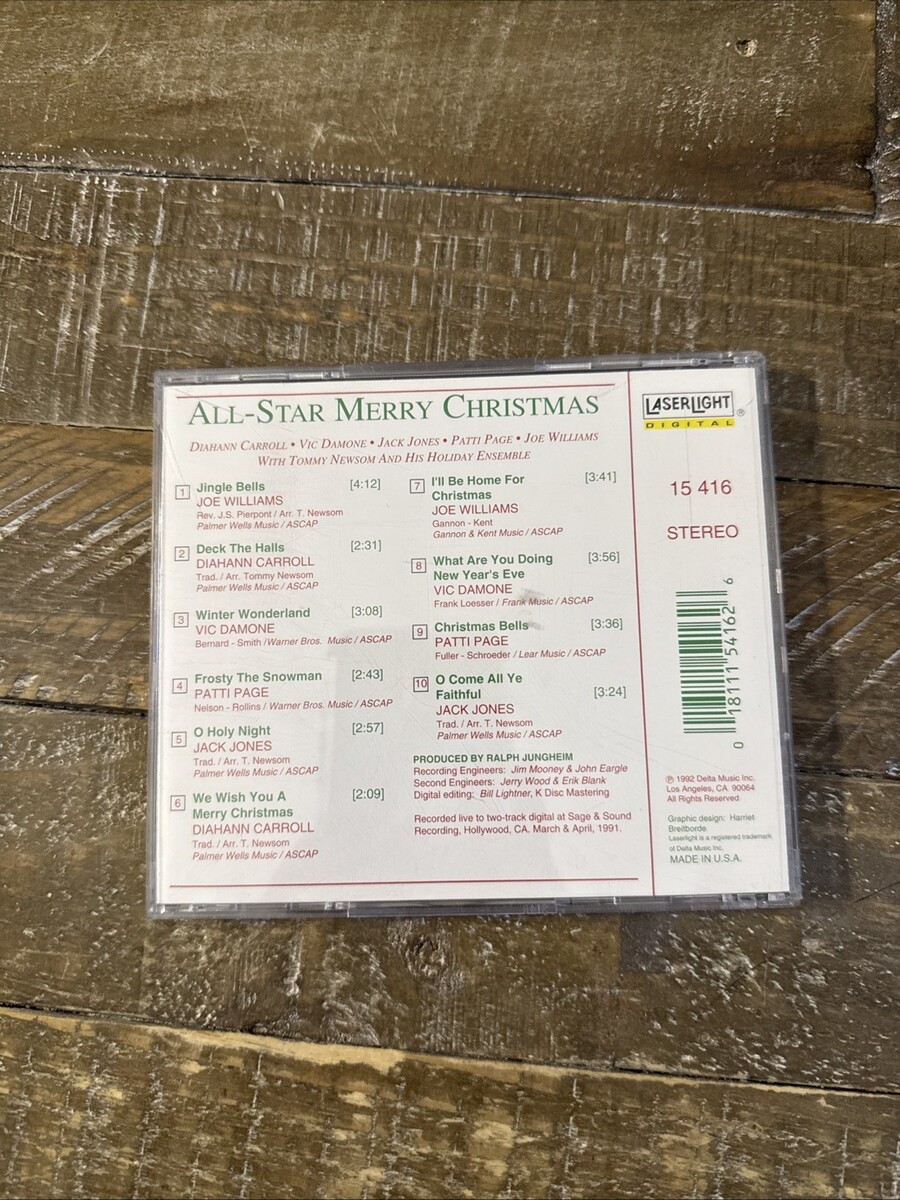 ALL-STAR MERRY CHRISTMAS
DIAHANN CARROLL • VIC DAMONE • JACK JONES • PATTI PAGE • JOE WILLIAMS
WITH TOMMY NEWSOM AND HIS HOLIDAY ENSEMBLE
1 Jingle Bells [4:12]
JOE WILLIAMS
Rev. J.S. Pierpont / Arr. T. Newsom
Palmer Wells Music / ASCAP
2 Deck The Halls [2:31]
DIAHANN CARROLL
Trad. / Arr. Tommy Newsom
Palmer Wells Music / ASCAP
3 Winter Wonderland [3:08]
VIC DAMONE
Bernard - Smith /Warner Bros. Music / ASCAP
4 Frosty The Snowman [2:43]
PATTI PAGE
Nelson - Rollins / Warner Bros. Music / ASCAP
5 O Holy Night [2:57]
JACK JONES
Trad. / Arr. T. Newsom
Palmer Wells Music / ASCAP
6 We Wish You A [2:09]
Merry Christmas
DIAHANN CARROLL
Trad. / Arr. T. Newsom
Palmer Wells Music / ASCAP
7 I'll Be Home For [3:41]
Christmas
JOE WILLIAMS
Gannon - Kent
Gannon & Kent Music / ASCAP
8 What Are You Doing [3:56]
New Year's Eve
VIC DAMONE
Frank Loesser / Frank Music / ASCAP
9 Christmas Bells [3:36]
PATTI PAGE
Fuller - Schroeder / Lear Music / ASCAP
10 O Come All Ye
Faithful [3:24]
JACK JONES
Trad. / Arr. T. Newsom
Palmer Wells Music / ASCAP
PRODUCED BY RALPH JUNGHEIM
Recording Engineers: Jim Mooney & John Eargle
Second Engineers: Jerry Wood & Erik Blank
Digital editing: Bill Lightner, K Disc Mastering
Recorded live to two-track digital at Sage & Sound
Recording, Hollywood, CA. March & April, 1991.
LASERLIGHT ®
DIGITAL
15 416
STEREO
0 18111 54162 6
℗ 1992 Delta Music Inc.
Los Angeles, CA. 90064
All Rights Reserved
Graphic design: Harriet
Breitborde
Laserlight is a registered trademark
of Delta Music Inc.
MADE IN U.S.A.